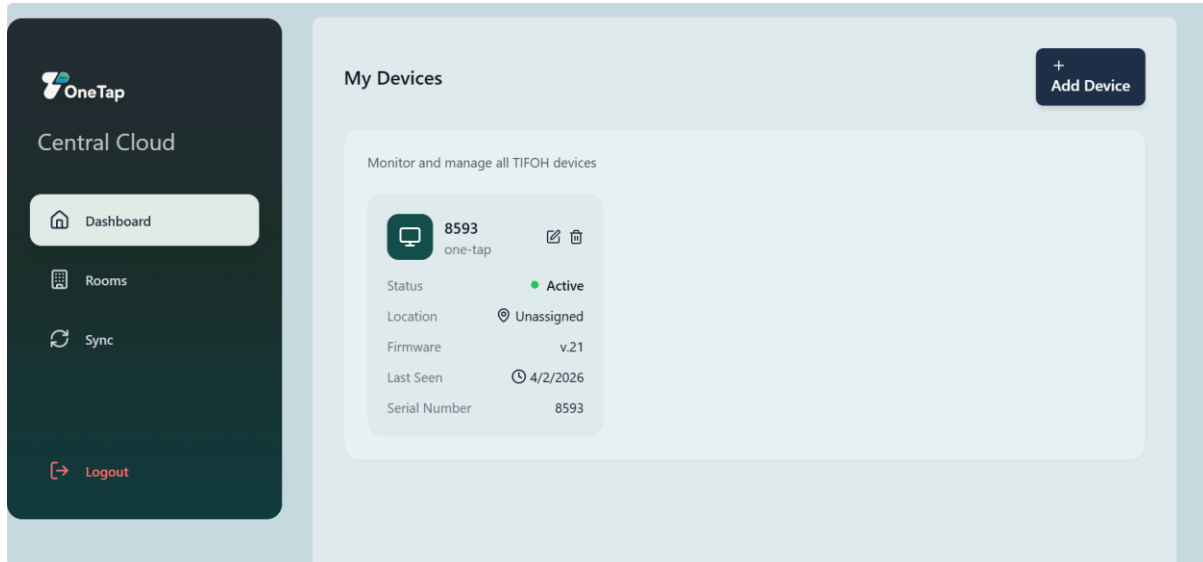 OneTap
Central Cloud
Dashboard
Rooms
Sync
Logout
My Devices
+
Add Device
Monitor and manage all TIFOH devices
8593
one-tap
Status Active
Location Unassigned
Firmware v.21
Last Seen 4/2/2026
Serial Number 8593